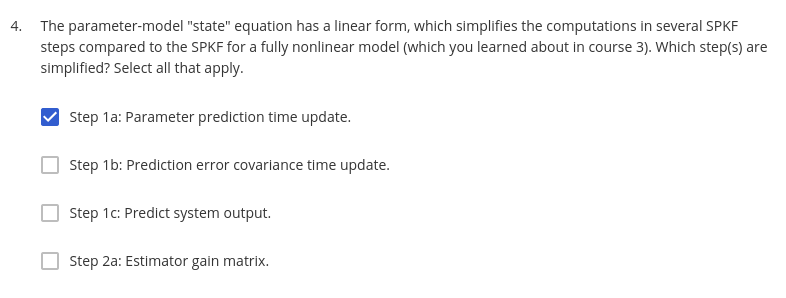 4. The parameter-model "state" equation has a linear form, which simplifies the computations in several SPKF
steps compared to the SPKF for a fully nonlinear model (which you learned about in course 3). Which step(s) are
simplified? Select all that apply.
Step 1a: Parameter prediction time update.
Step 1b: Prediction error covariance time update.
Step 1c: Predict system output.
Step 2a: Estimator gain matrix.